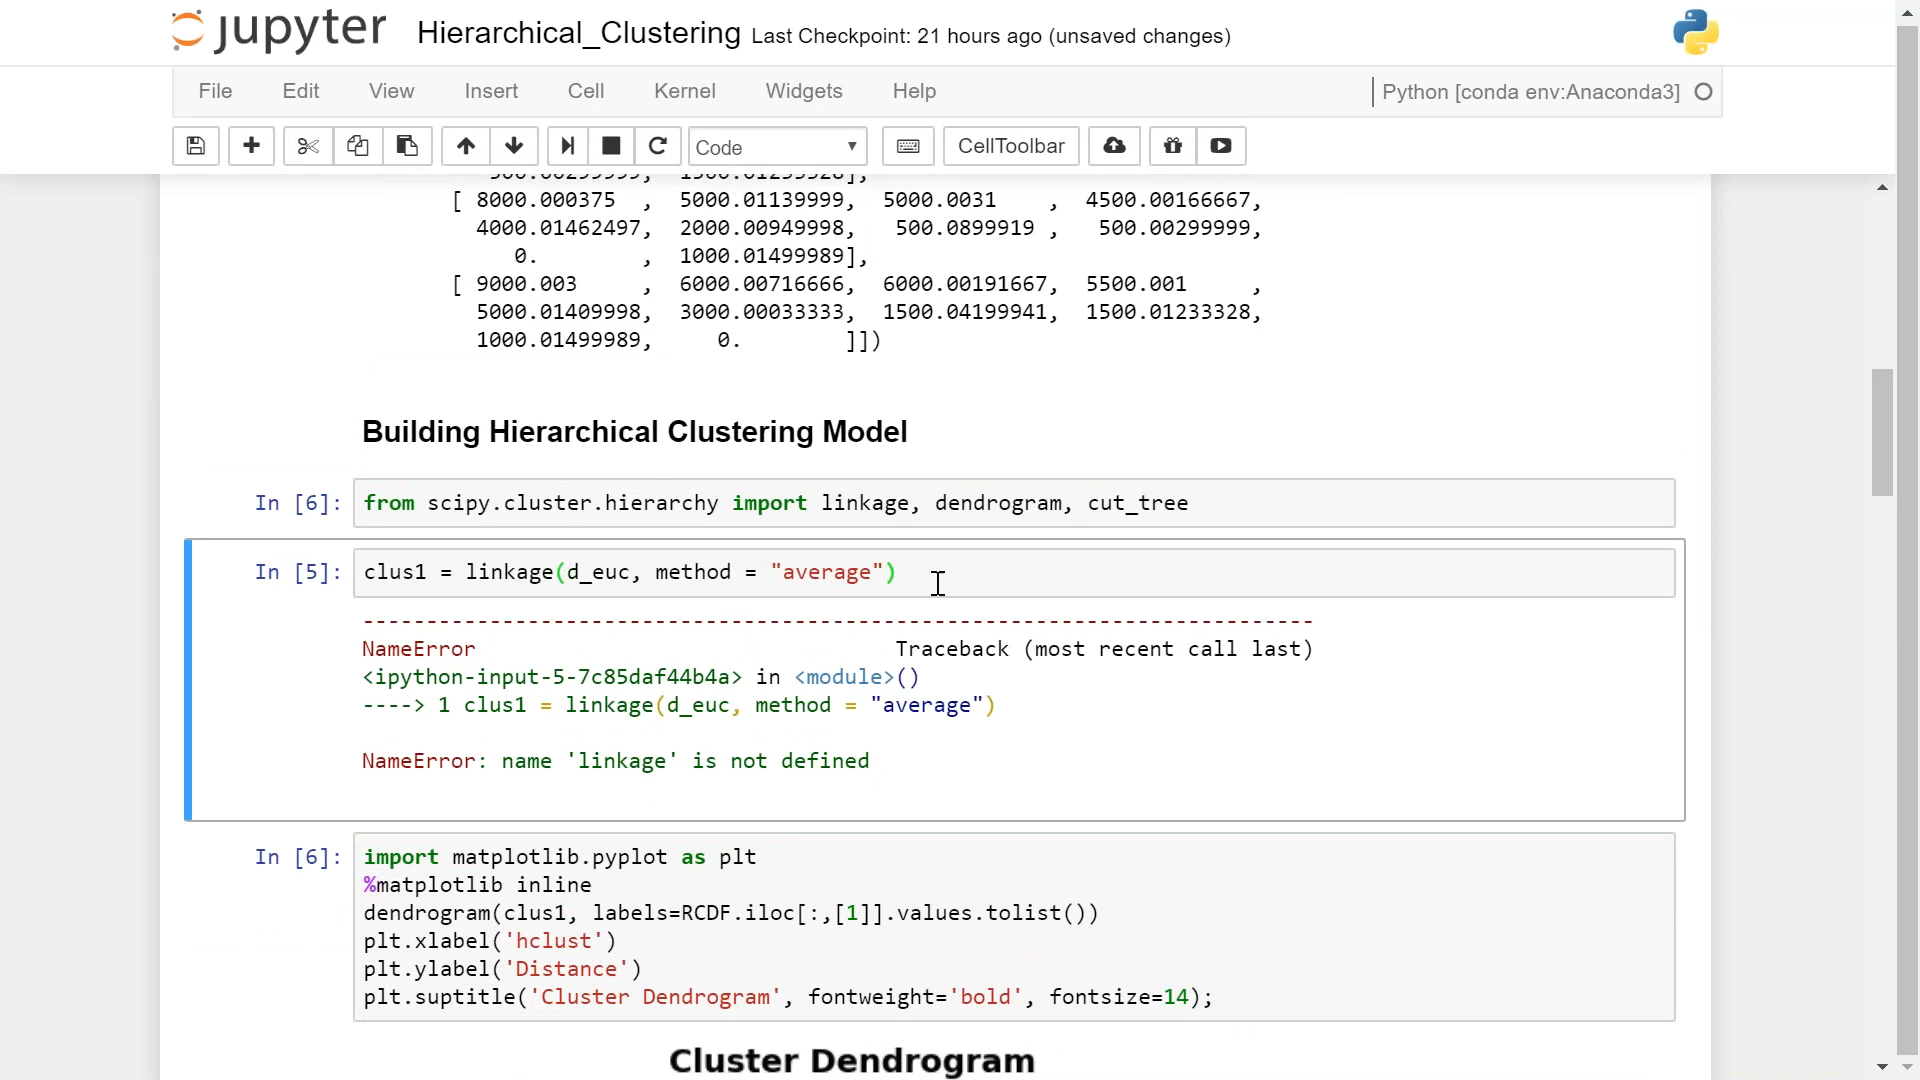 jupyter Hierarchical_Clustering Last Checkpoint: 21 hours ago (unsaved changes)
File Edit View Insert Cell Kernel Widgets Help Python [conda env:Anaconda3]
Code CellToolbar
[ 8000.000375 , 5000.01139999, 5000.0031 , 4500.00166667,
4000.01462497, 2000.00949998, 500.0899919 , 500.00299999,
0. , 1000.01499989],
[ 9000.003 , 6000.00716666, 6000.00191667, 5500.001 ,
5000.01409998, 3000.00033333, 1500.04199941, 1500.01233328,
1000.01499989, 0. ]])
Building Hierarchical Clustering Model
In [6]: from scipy.cluster.hierarchy import linkage, dendrogram, cut_tree
In [5]: clus1 = linkage(d_euc, method = "average")
---------------------------------------------------------------------------
NameError Traceback (most recent call last)
<ipython-input-5-7c85daf44b4a> in <module>()
----> 1 clus1 = linkage(d_euc, method = "average")
NameError: name 'linkage' is not defined
In [6]: import matplotlib.pyplot as plt
%matplotlib inline
dendrogram(clus1, labels=RCDF.iloc[:,[1]].values.tolist())
plt.xlabel('hclust')
plt.ylabel('Distance')
plt.suptitle('Cluster Dendrogram', fontweight='bold', fontsize=14);
Cluster Dendrogram